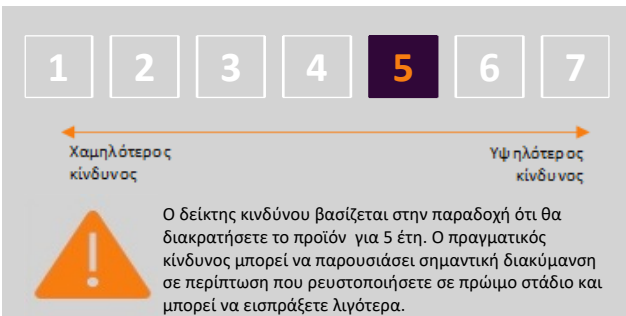 1 2 3 4 5 6 7
Χαμηλότερος Υψηλότερος
κίνδυνος κίνδυνος
Ο δείκτης κινδύνου βασίζεται στην παραδοχή ότι θα
διακρατήσετε το προϊόν για 5 έτη. Ο πραγματικός
κίνδυνος μπορεί να παρουσιάσει σημαντική διακύμανση
σε περίπτωση που ρευστοποιήσετε σε πρώιμο στάδιο και
μπορεί να εισπράξετε λιγότερα.